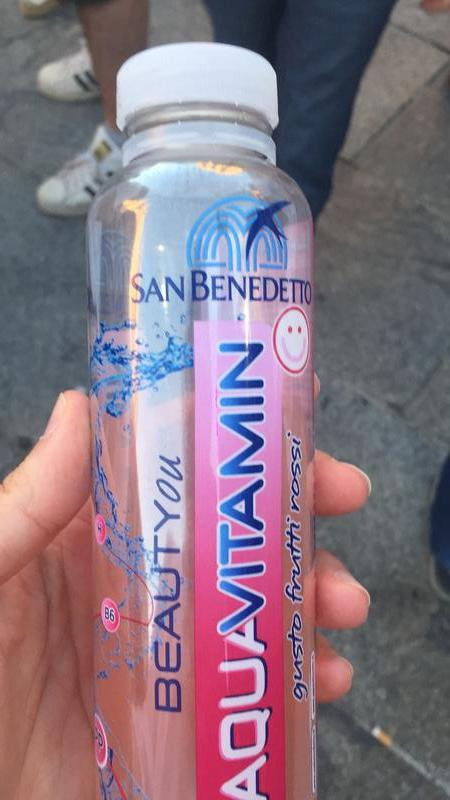 SAN BENEDETTO
BEAUTYou
AQUAVITAMIN
gusto frutti rossi
B6